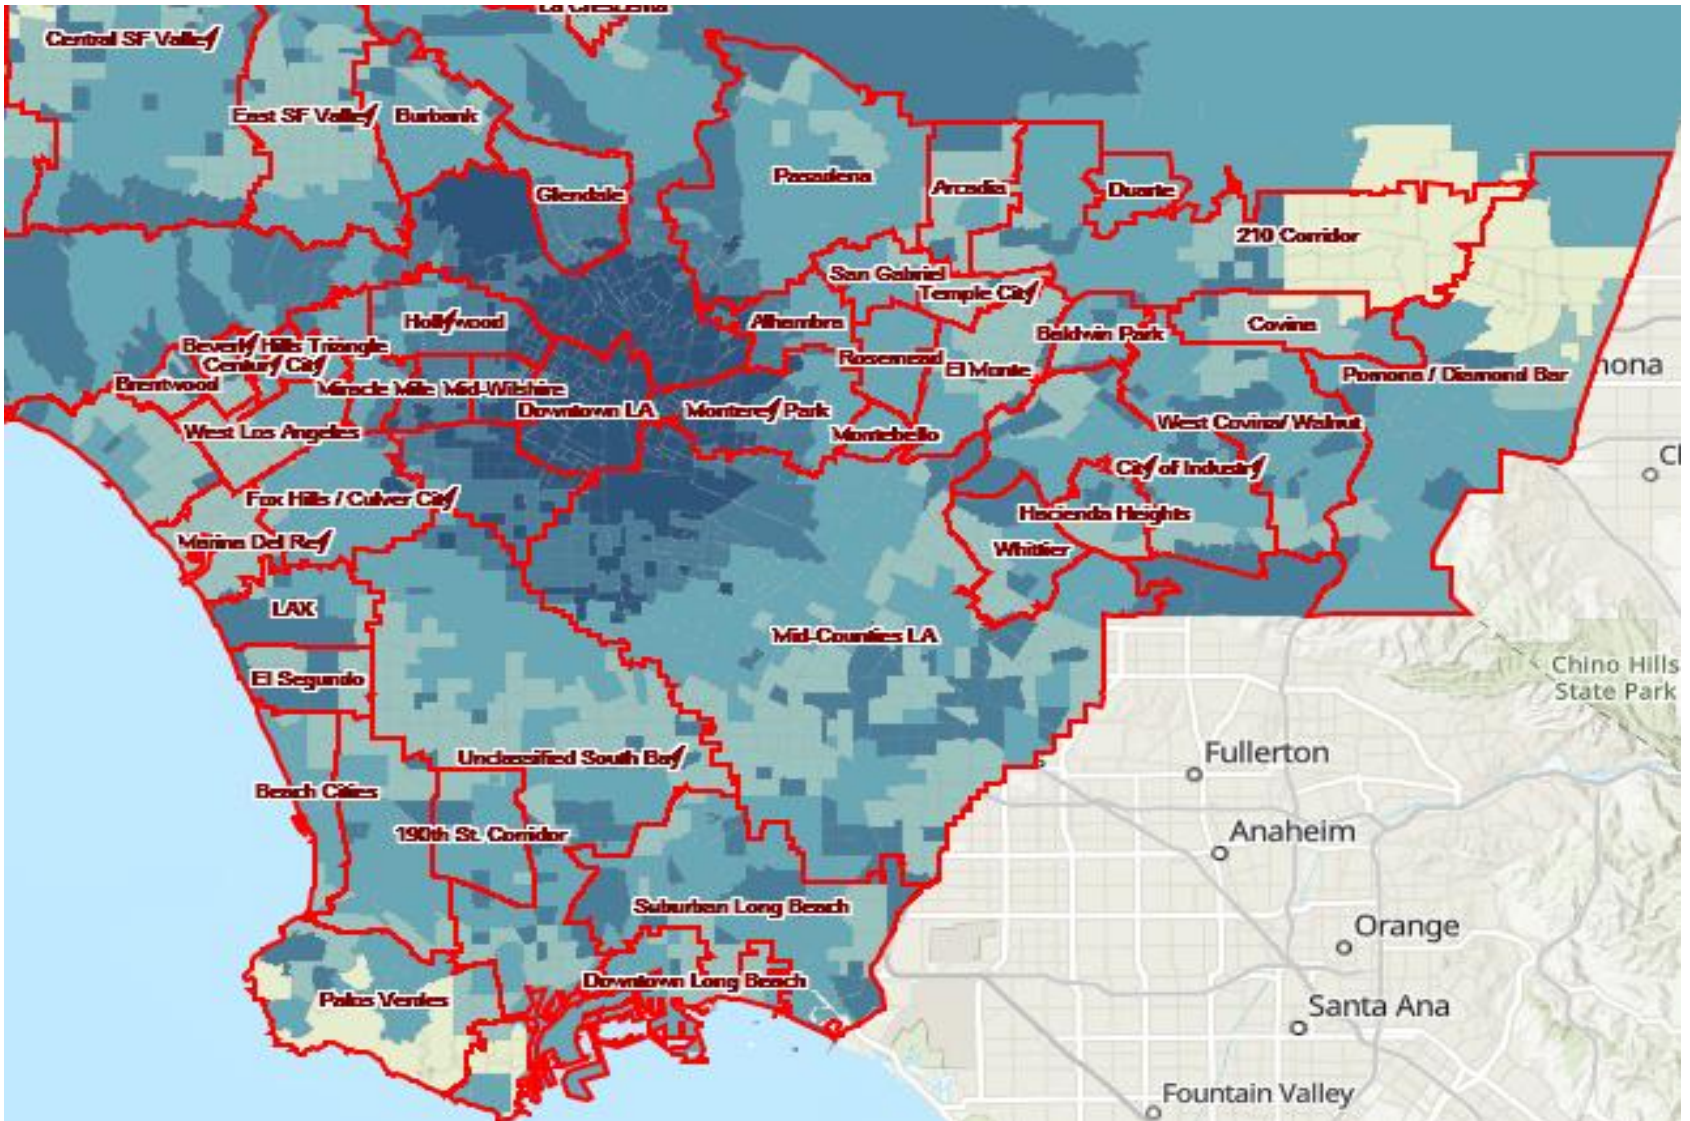 La Crescenta
Central SF Valley
East SF Valley
Burbank
Pasadena
Glendale
Arcadia
Duarte
210 Corridor
San Gabriel
Temple City
Hollywood
Alhambra
Baldwin Park
Covina
Beverly Hills Triangle
Century City
Rosemead
El Monte
Brentwood
Miracle Mile
Mid-Wilshire
Pomona / Diamond Bar
mona
Downtown LA
Monterey Park
West Covina/ Walnut
West Los Angeles
Montebello
City of Industry
Fox Hills / Culver City
Hacienda Heights
Marina Del Rey
Whittier
LAX
Mid-Counties LA
El Segundo
Chino Hills
State Park
Unclassified South Bay
Fullerton
Beach Cities
190th St. Corridor
Anaheim
Suburban Long Beach
Orange
Downtown Long Beach
Palos Verdes
Santa Ana
Fountain Valley